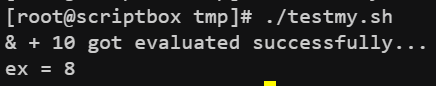 [root@scriptbox tmp]# ./testmy.sh
& + 10 got evaluated successfully...
ex = 8